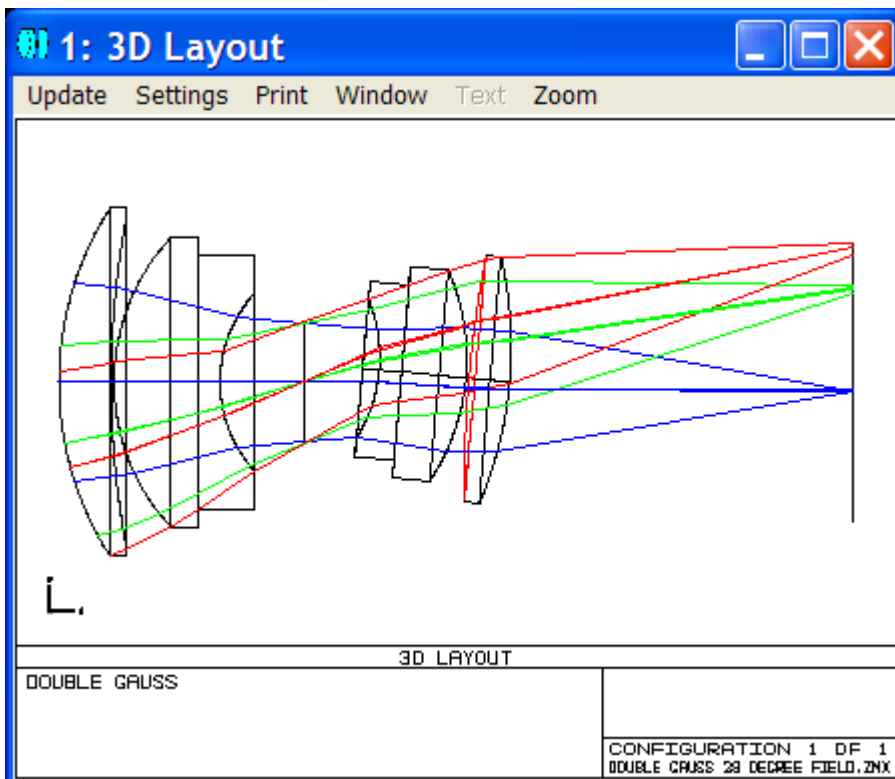 1: 3D Layout
Update Settings Print Window Text Zoom
3D LAYOUT
DOUBLE GAUSS
CONFIGURATION 1 OF 1
DOUBLE GAUSS 28 DEGREE FIELD.ZMX